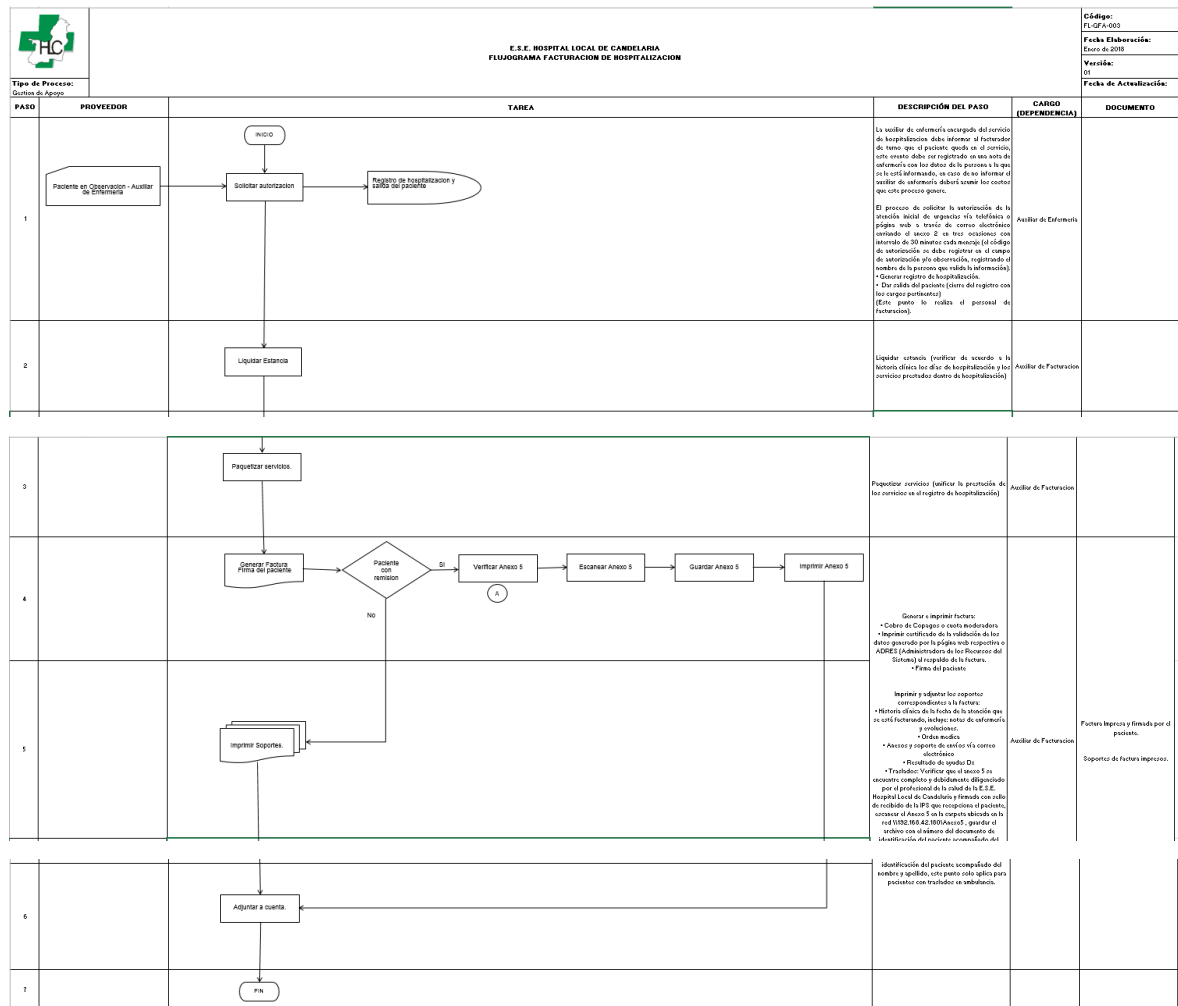 HLC
E.S.E. HOSPITAL LOCAL DE CANDELARIA
FLUJOGRAMA FACTURACION DE HOSPITALIZACION
Código:
FL-GFA-003
Fecha Elaboración:
Enero de 2018
Versión:
01
Fecha de Actualización:
Tipo de Proceso:
Gestion de Apoyo
PASO
PROVEEDOR
TAREA
DESCRIPCIÓN DEL PASO
CARGO
(DEPENDENCIA)
DOCUMENTO
1
Paciente en Observacion - Auxiliar
de Enfermeria
INICIO
Solicitar autorizacion
Registro de hospitalizacion y
salida del paciente
La auxiliar de enfermería encargada del servicio
de hospitalizacion debe informar al facturador
de turno que el paciente queda en el servicio,
este evento debe ser registrado en una nota de
enfermería con los datos de la persona a la que
se le está informando, en caso de no informar el
auxiliar de enfermería deberá asumir los costos
que este proceso genere.
El proceso de solicitar la autorización de la
atención inicial de urgencias vía telefónica o
página web a través de correo electrónico
enviando el anexo 2 en tres ocasiones con
intervalo de 30 minutos cada mensaje (el código
de autorización se debe registrar en el campo
de autorización y/o observación, registrando el
nombre de la persona que valida la información).
• Generar registro de hospitalización.
• Dar salida del paciente (cierre del registro con
los cargos pertinentes)
(Este punto lo realiza el personal de
facturacion).
Auxiliar de Enfermeria
2
Liquidar Estancia
Liquidar estancia (verificar de acuerdo a la
historia clínica los días de hospitalización y los
servicios prestados dentro de hospitalización)
Auxiliar de Facturacion
3
Paquetizar servicios.
Paquetizar servicios (unificar la prestación de
los servicios en el registro de hospitalización)
Auxiliar de Facturacion
4
Generar Factura
Firma del paciente
Paciente
con
remision
SI
No
Verificar Anexo 5
A
Escanear Anexo 5
Guardar Anexo 5
Imprimir Anexo 5
Generar e imprimir factura:
• Cobro de Copagos o cuota moderadora
• Imprimir certificado de la validación de los
datos generado por la página web respectiva o
ADRES (Administradora de los Recursos del
Sistema) al respaldo de la factura.
• Firma del paciente
5
Imprimir Soportes.
Imprimir y adjuntar los soportes
correspondientes a la factura:
• Historia clínica de la fecha de la atención que
se está facturando, incluye: notas de enfermería
y evoluciones.
• Orden medica
• Anexos y soporte de envíos vía correo
electrónico
• Resultado de ayudas Dx
• Traslados: Verificar que el anexo 5 se
encuentre completo y debidamente diligenciado
por el profesional de la salud de la E.S.E.
Hospital Local de Candelaria y firmada con sello
de recibido de la IPS que recepciona el paciente,
escanear el Anexo 5 en la carpeta ubicada en la
red \\192.168.42.180\Anexo5 , guardar el
archivo con el número del documento de
identificación del paciente acompañado del
Auxiliar de Facturacion
Factura Impresa y firmada por el
paciente.
Soportes de factura impresos.
identificación del paciente acompañado del
nombre y apellido, este punto solo aplica para
pacientes con traslados en ambulancia.
6
Adjuntar a cuenta.
7
FIN